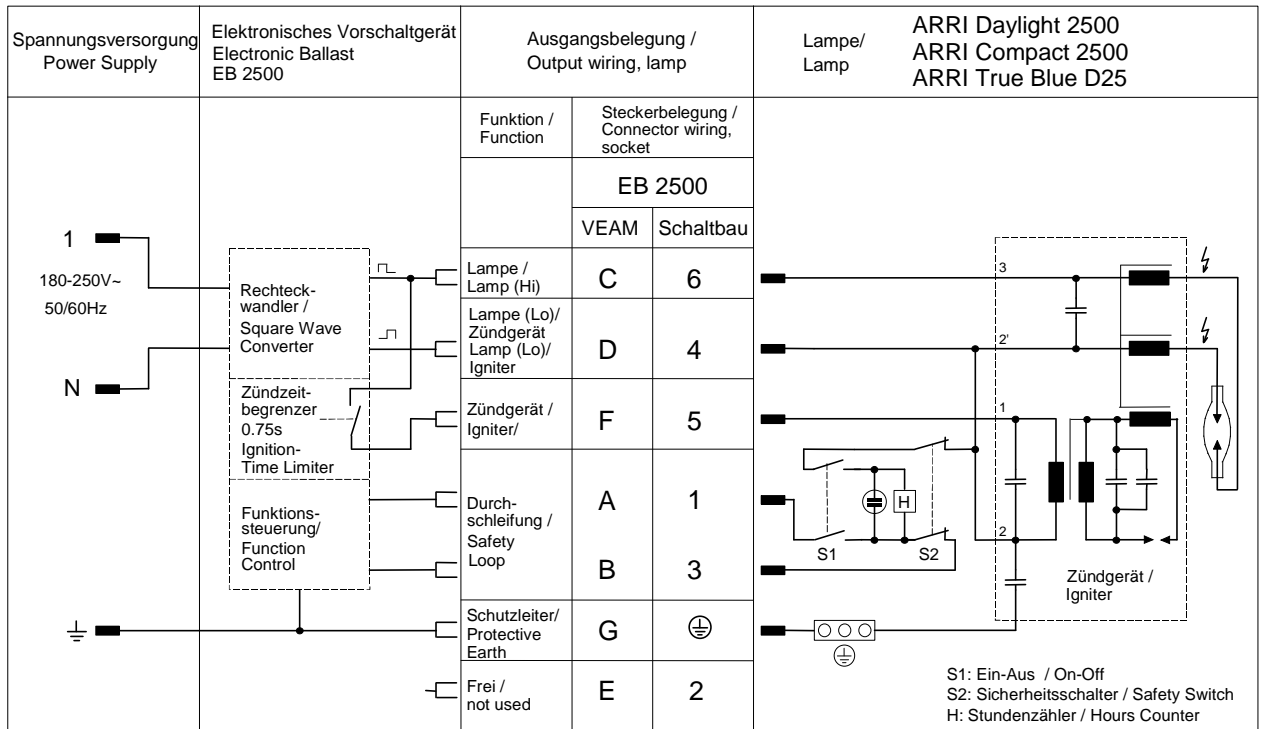 Spannungsversorgung
Power Supply
Elektronisches Vorschaltgerät
Electronic Ballast
EB 2500
Ausgangsbelegung /
Output wiring, lamp
Lampe/
Lamp
ARRI Daylight 2500
ARRI Compact 2500
ARRI True Blue D25
Funktion /
Function
Steckerbelegung /
Connector wiring,
socket
EB 2500
VEAM
Schaltbau
1
180-250V~
50/60Hz
N
Rechteck-
wandler /
Square Wave
Converter
Zündzeit-
begrenzer
0.75s
Ignition-
Time Limiter
Funktions-
steuerung/
Function
Control
Lampe /
Lamp (Hi)
C
6
Lampe (Lo)/
Zündgerät
Lamp (Lo)/
Igniter
D
4
Zündgerät /
Igniter/
F
5
Durch-
schleifung /
Safety
Loop
A
1
B
3
Schutzleiter/
Protective
Earth
G
Frei /
not used
E
2
3
2'
1
2
H
S1
S2
Zündgerät /
Igniter
S1: Ein-Aus / On-Off
S2: Sicherheitsschalter / Safety Switch
H: Stundenzähler / Hours Counter